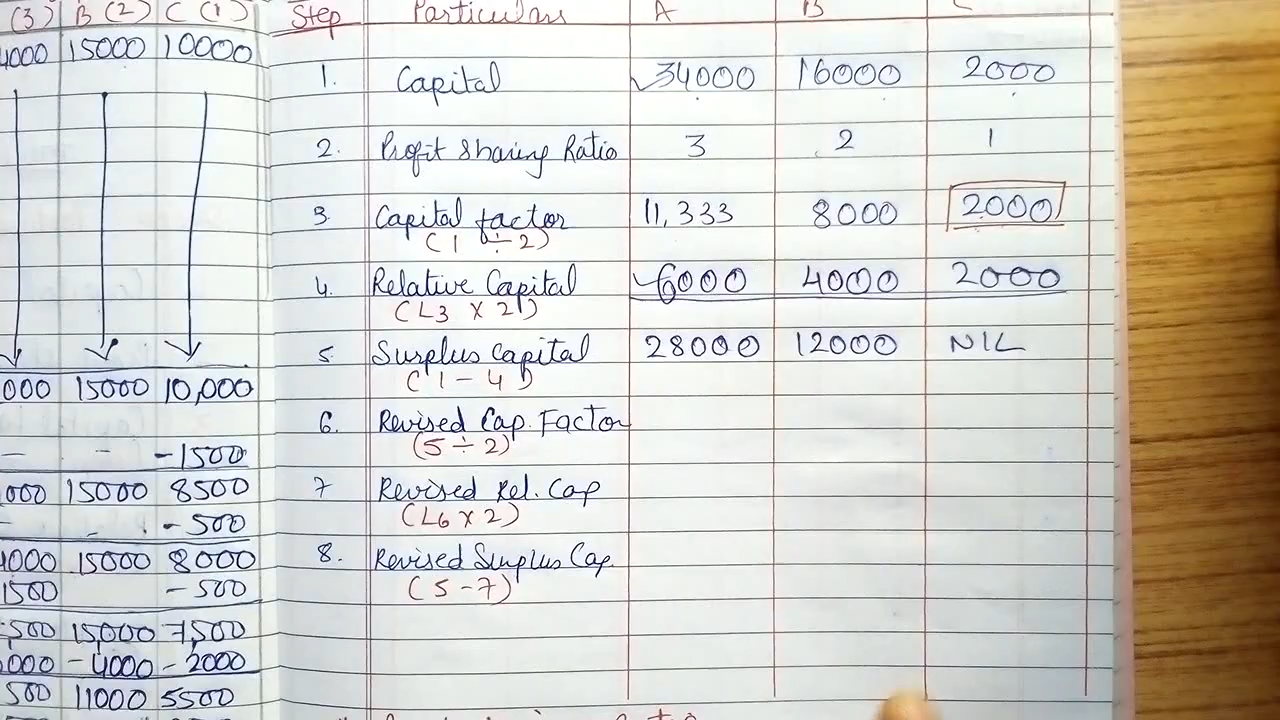 (3) B (2) C (1)
4000 15000 10000
000 15000 10,000
- - -1500
000 15000 8500
- - -500
4000 15000 8000
1500 -500
500 15,000 7500
000 -4000 -2000
500 11000 5500
Step Particulars A B C
1. Capital 34000 16000 2000
2. Profit Sharing Ratio 3 2 1
3. Capital factor 11,333 8000 2000
(1 ÷ 2)
4. Relative Capital 6000 4000 2000
(L3 x 2)
5. Surplus Capital 28000 12000 NIL
(1 - 4)
6. Revised Cap. Factor
(5 ÷ 2)
7 Revised Rel. Cap
(L6 x 2)
8. Revised Surplus Cap.
(5 - 7)